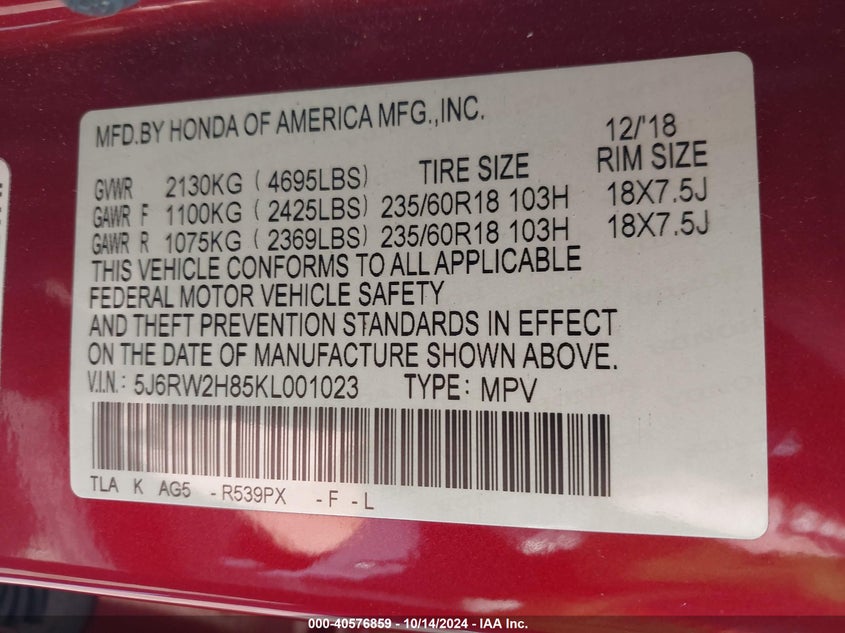 MFD.BY HONDA OF AMERICA MFG.,INC.
12/'18
TIRE SIZE RIM SIZE
GVWR 2130KG (4695LBS)
GAWR F 1100KG (2425LBS) 235/60R18 103H 18X7.5J
GAWR R 1075KG (2369LBS) 235/60R18 103H 18X7.5J
THIS VEHICLE CONFORMS TO ALL APPLICABLE
FEDERAL MOTOR VEHICLE SAFETY
AND THEFT PREVENTION STANDARDS IN EFFECT
ON THE DATE OF MANUFACTURE SHOWN ABOVE.
V.I.N.: 5J6RW2H85KL001023 TYPE: MPV
TLA K AG5 -R539PX -F -L
000-40576859 - 10/14/2024 - IAA Inc.